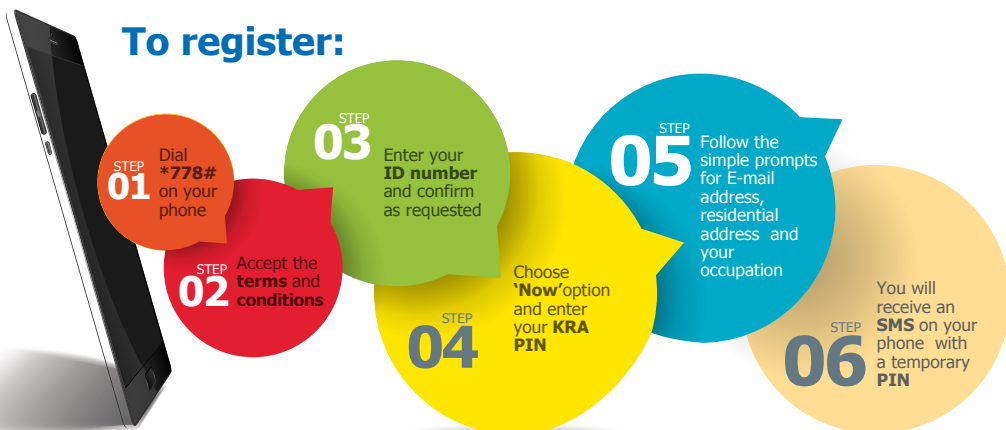 To register:
STEP
01
Dial
*778#
on your
phone
STEP
02
Accept the
terms and
conditions
STEP
03
Enter your
ID number
and confirm
as requested
STEP
04
Choose
‘Now’option
and enter
your KRA
PIN
STEP
05
Follow the
simple prompts
for E-mail
address,
residential
address and
your
occupation
STEP
06
You will
receive an
SMS on your
phone with
a temporary
PIN